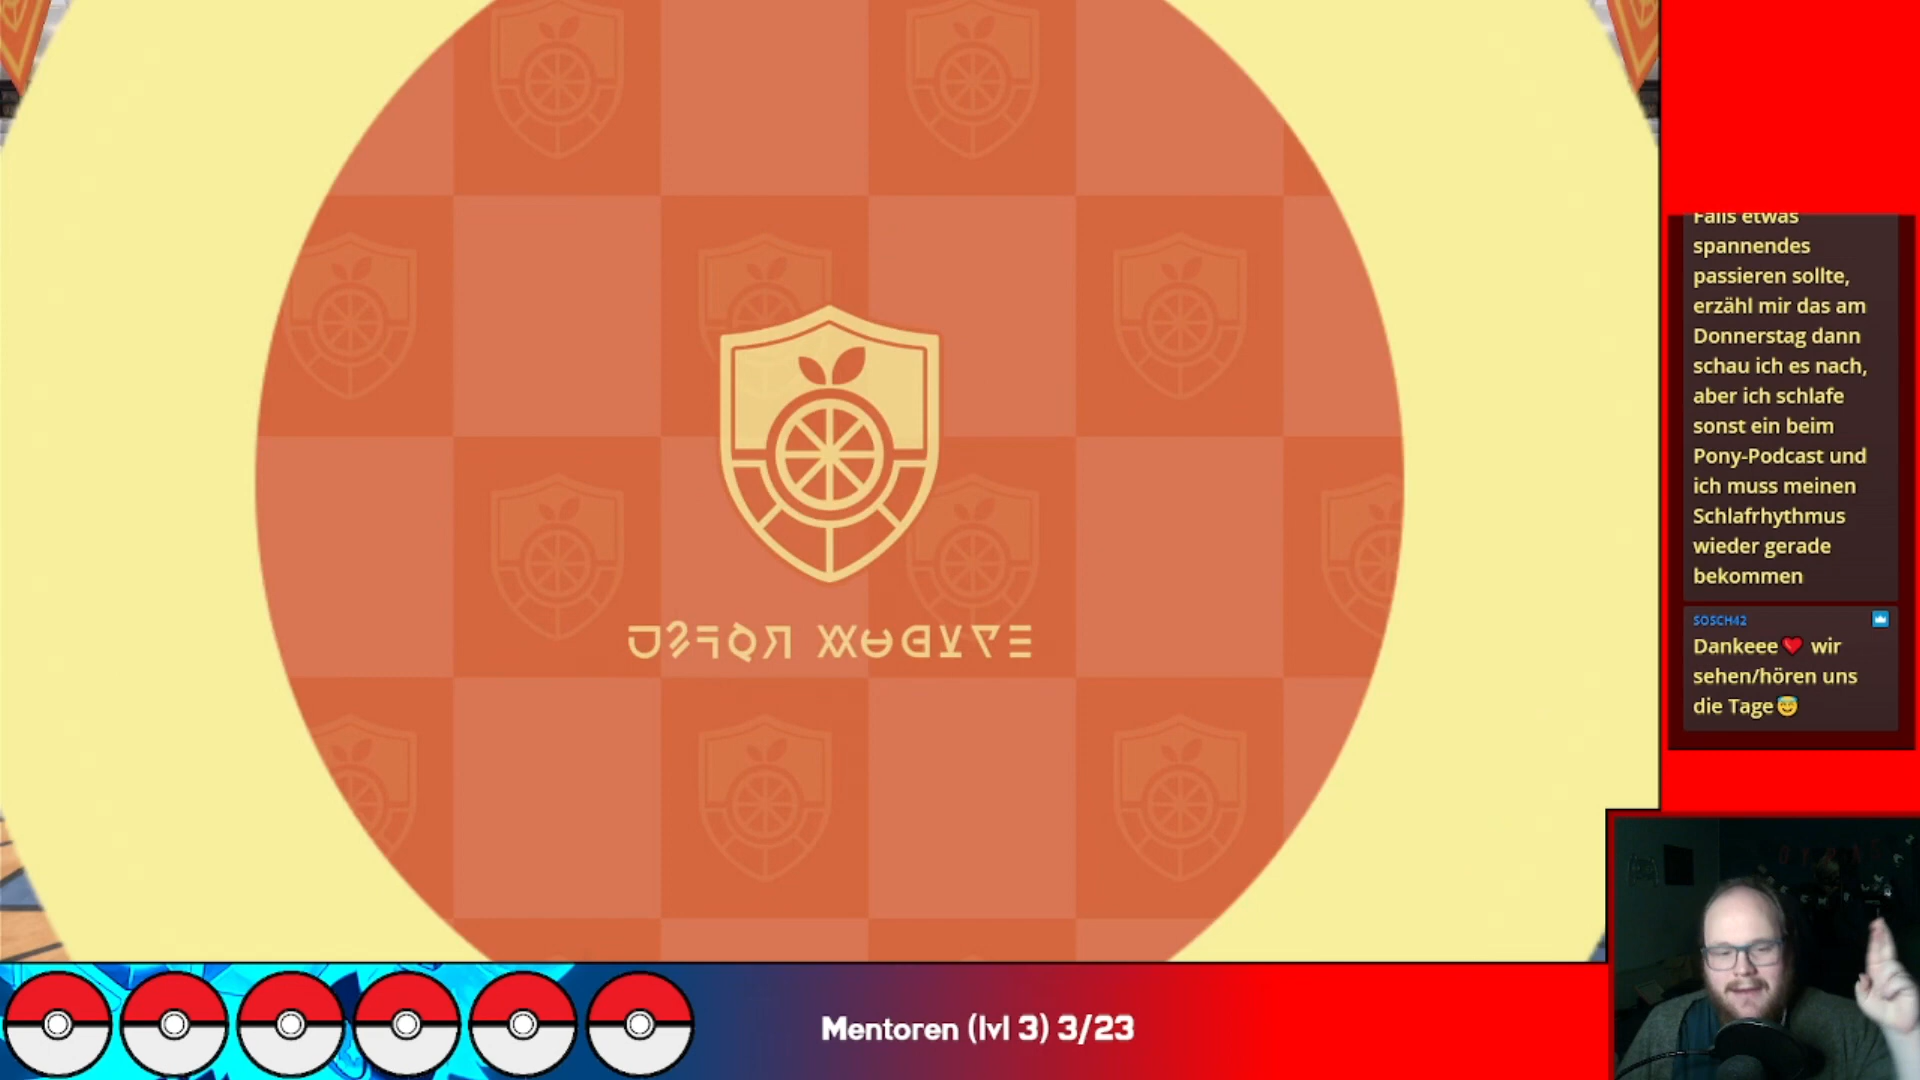 Falls etwas
spannendes
passieren sollte,
erzähl mir das am
Donnerstag dann
schau ich es nach,
aber ich schlafe
sonst ein beim
Pony-Podcast und
ich muss meinen
Schlafrhythmus
wieder gerade
bekommen
SOSCH42
Dankeee❤️ wir
sehen/hören uns
die Tage😇
Mentoren (lvl 3) 3/23